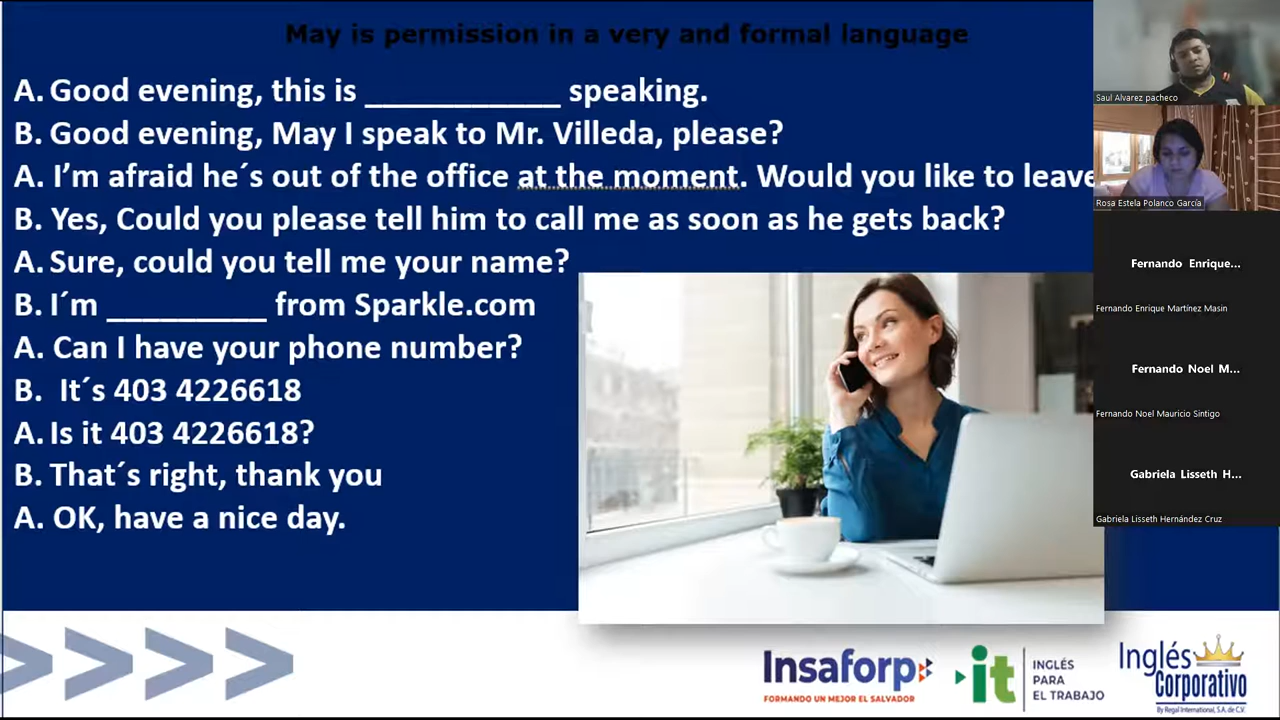 May is permission in a very and formal language
A. Good evening, this is ___________ speaking.
B. Good evening, May I speak to Mr. Villeda, please?
A. I’m afraid he´s out of the office at the moment. Would you like to leave
B. Yes, Could you please tell him to call me as soon as he gets back?
A. Sure, could you tell me your name?
B. I´m _________ from Sparkle.com
A. Can I have your phone number?
B. It´s 403 4226618
A. Is it 403 4226618?
B. That´s right, thank you
A. OK, have a nice day.
Saul Alvarez pacheco
Rosa Estela Polanco García
Fernando Enrique...
Fernando Enrique Martínez Masin
Fernando Noel M...
Fernando Noel Mauricio Sintigo
Gabriela Lisseth H...
Gabriela Lisseth Hernández Cruz
Insaforp
FORMANDO UN MEJOR EL SALVADOR
it
INGLÉS
PARA
EL TRABAJO
Inglés
Corporativo
By Regal International, S.A. de C.V.